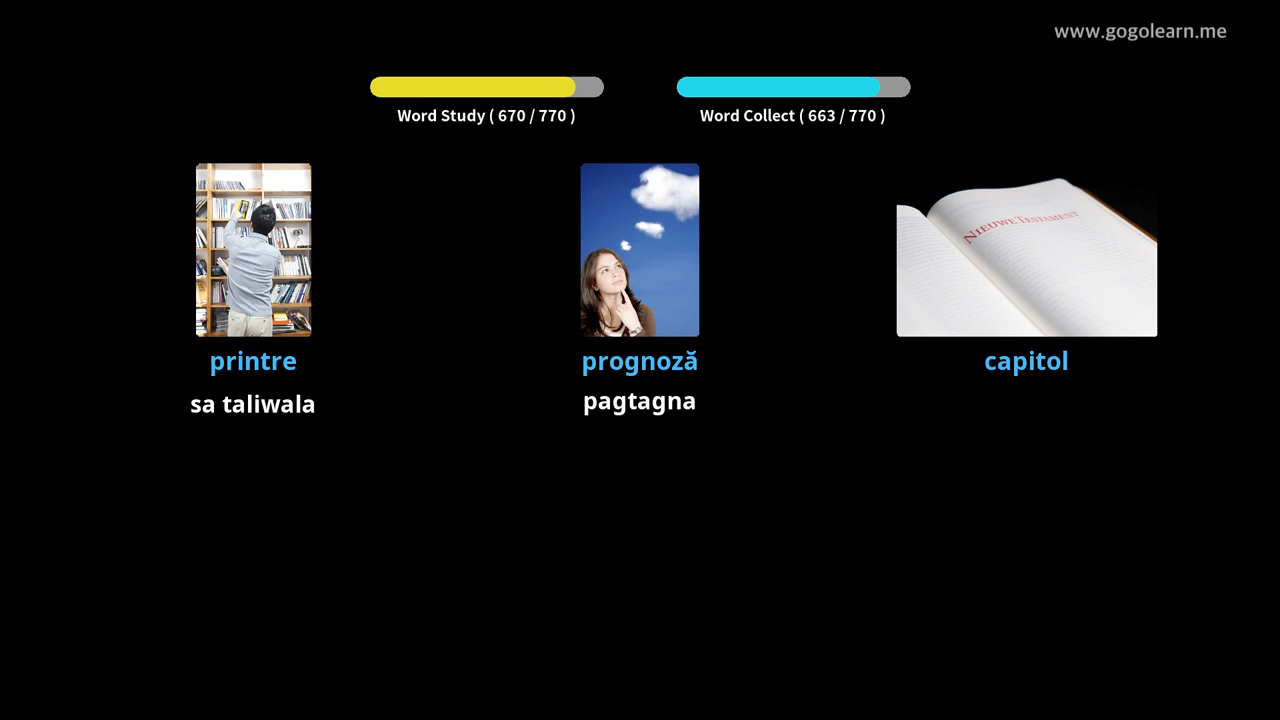 www.gogolearn.me
Word Study ( 670 / 770 )
Word Collect ( 663 / 770 )
NIEUWE TESTAMENT
printre
prognoză
capitol
sa taliwala
pagtagna